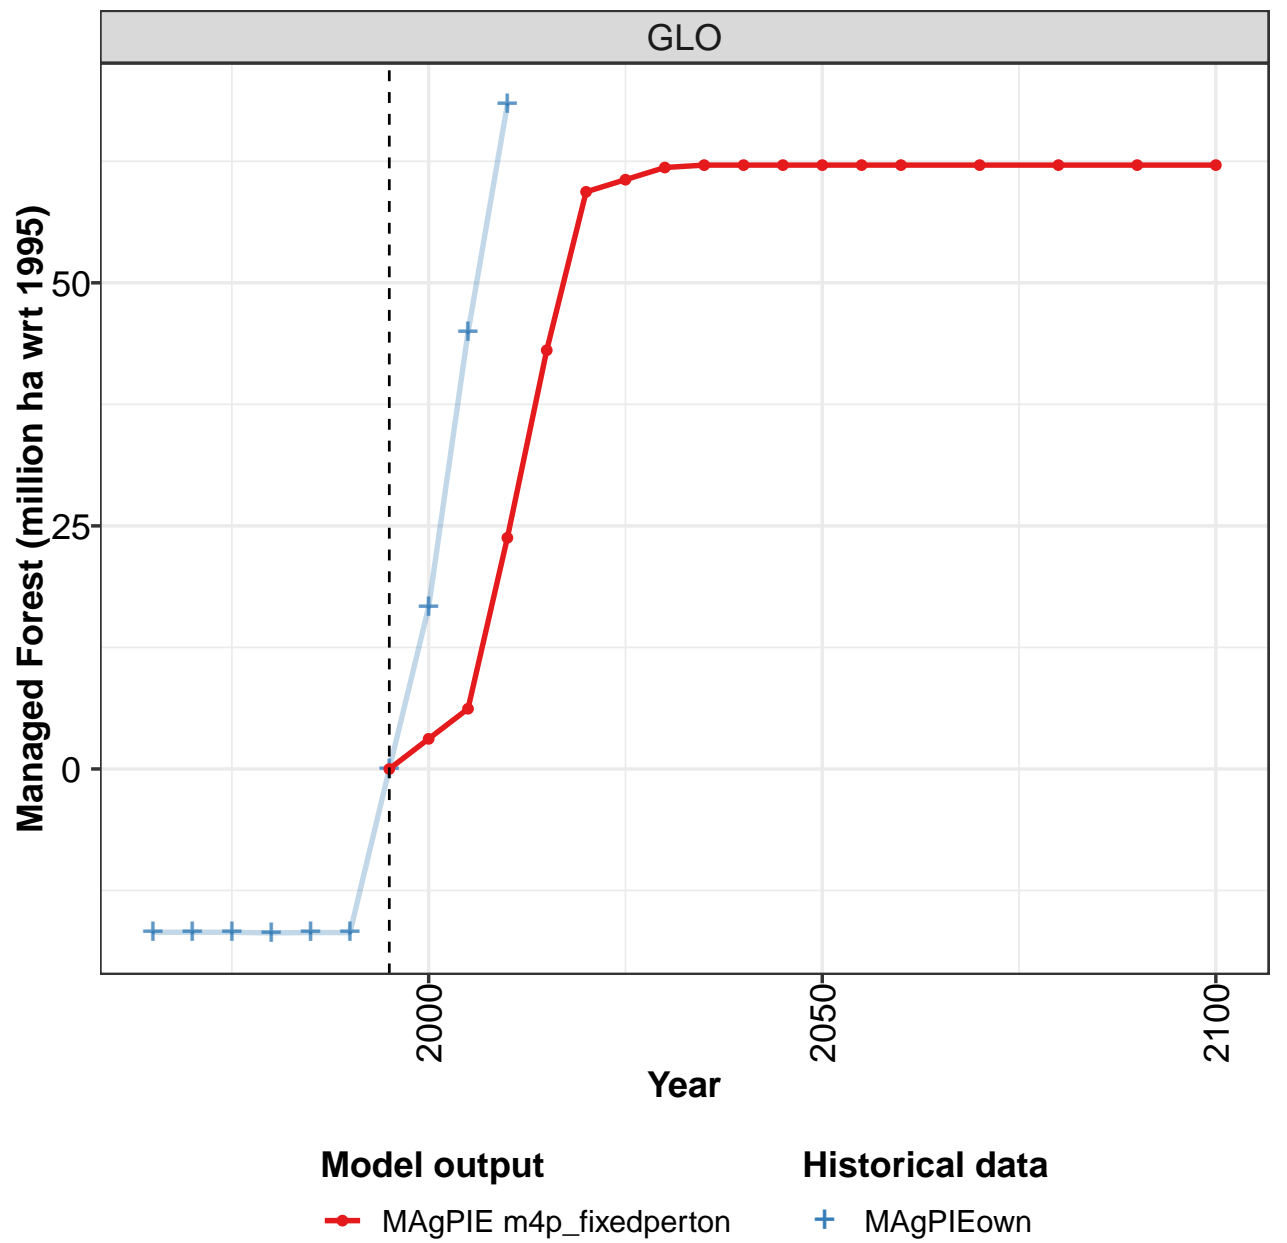 GLO
Managed Forest (million ha wrt 1995)
50
25
0
2000
2050
2100
Year
Model output
MAgPIE m4p_fixedperton
Historical data
MAgPIEown